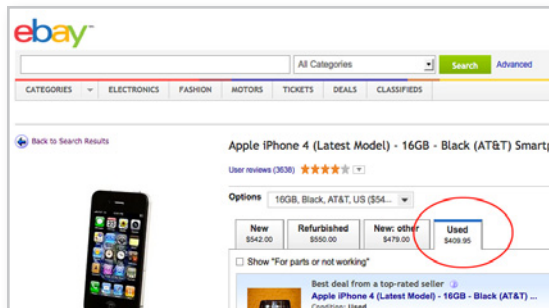 ebay™
All Categories
Search
Advanced
CATEGORIES
ELECTRONICS
FASHION
MOTORS
TICKETS
DEALS
CLASSIFIEDS
Back to Search Results
Apple iPhone 4 (Latest Model) - 16GB - Black (AT&T) Smartp
User reviews (3638)
Options
16GB, Black, AT&T, US ($54...
New
$542.00
Refurbished
$550.00
New: other
$479.00
Used
$409.95
Show "For parts or not working"
Best deal from a top-rated seller
Apple iPhone 4 (Latest Model) - 16GB - Black (AT&T) ...
Condition: Used